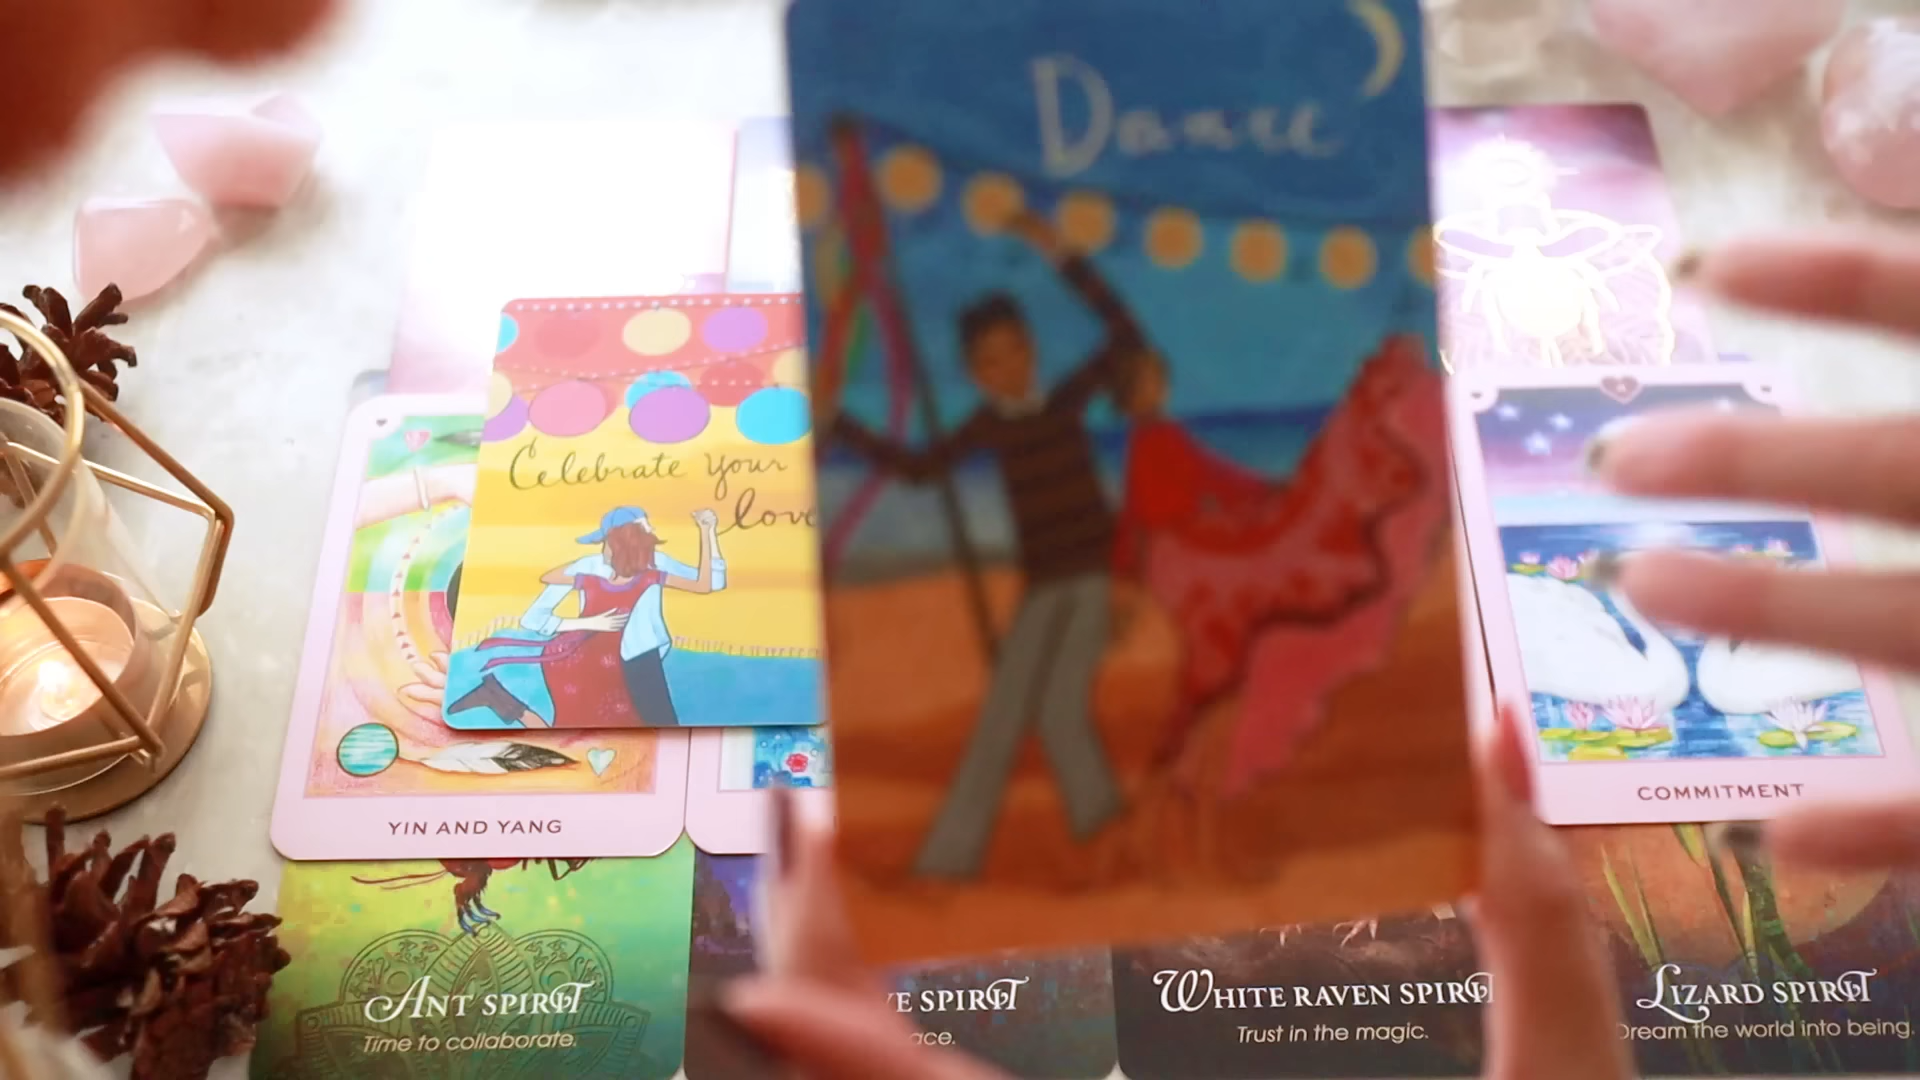 Dance
Celebrate your
love
COMMITMENT
YIN AND YANG
ANT SPIRIT
Time to collaborate.
SPIRIT
WHITE RAVEN SPIRIT
Trust in the magic.
LIZARD SPIRIT
Dream the world into being.